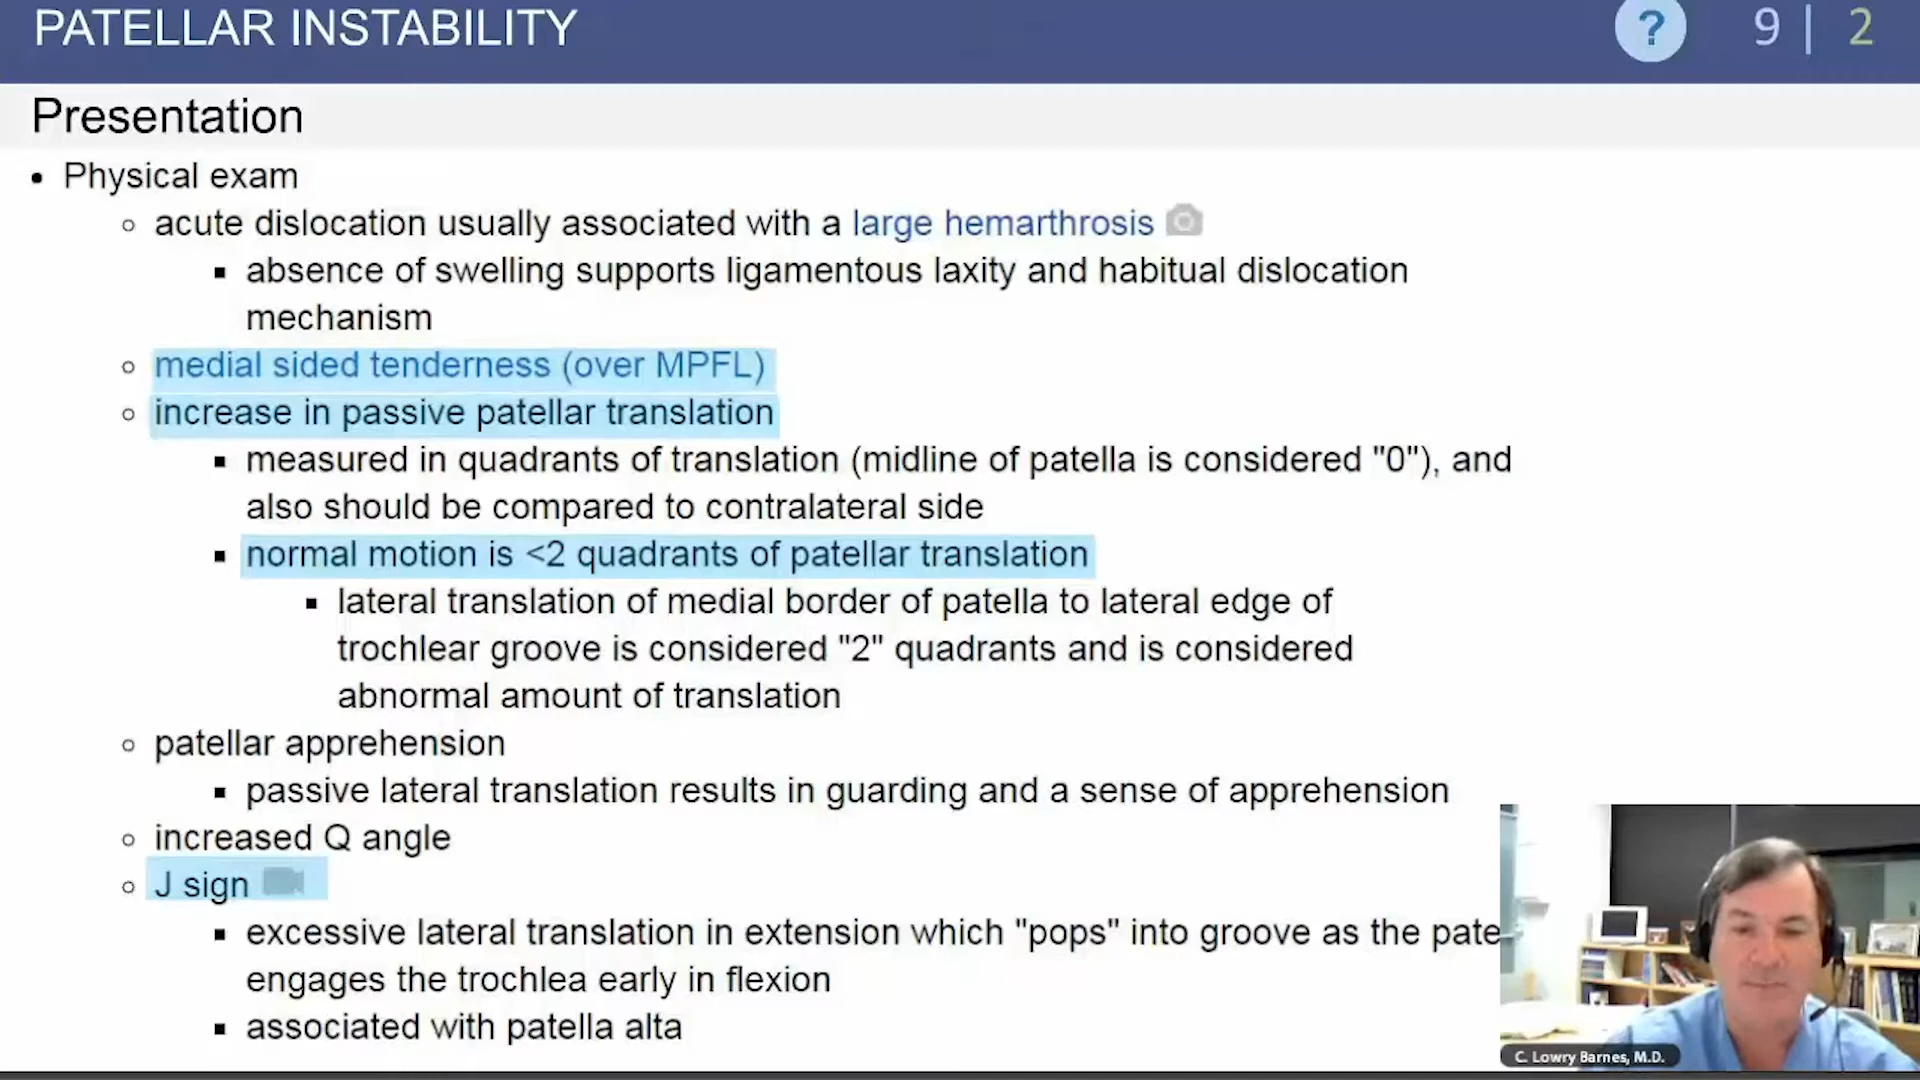 PATELLAR INSTABILITY
? 9 | 2
Presentation
• Physical exam
○ acute dislocation usually associated with a large hemarthrosis
▪ absence of swelling supports ligamentous laxity and habitual dislocation
mechanism
○ medial sided tenderness (over MPFL)
○ increase in passive patellar translation
▪ measured in quadrants of translation (midline of patella is considered "0"), and
also should be compared to contralateral side
▪ normal motion is <2 quadrants of patellar translation
▪ lateral translation of medial border of patella to lateral edge of
trochlear groove is considered "2" quadrants and is considered
abnormal amount of translation
○ patellar apprehension
▪ passive lateral translation results in guarding and a sense of apprehension
○ increased Q angle
○ J sign
▪ excessive lateral translation in extension which "pops" into groove as the pate
engages the trochlea early in flexion
▪ associated with patella alta
C. Lowry Barnes, M.D.